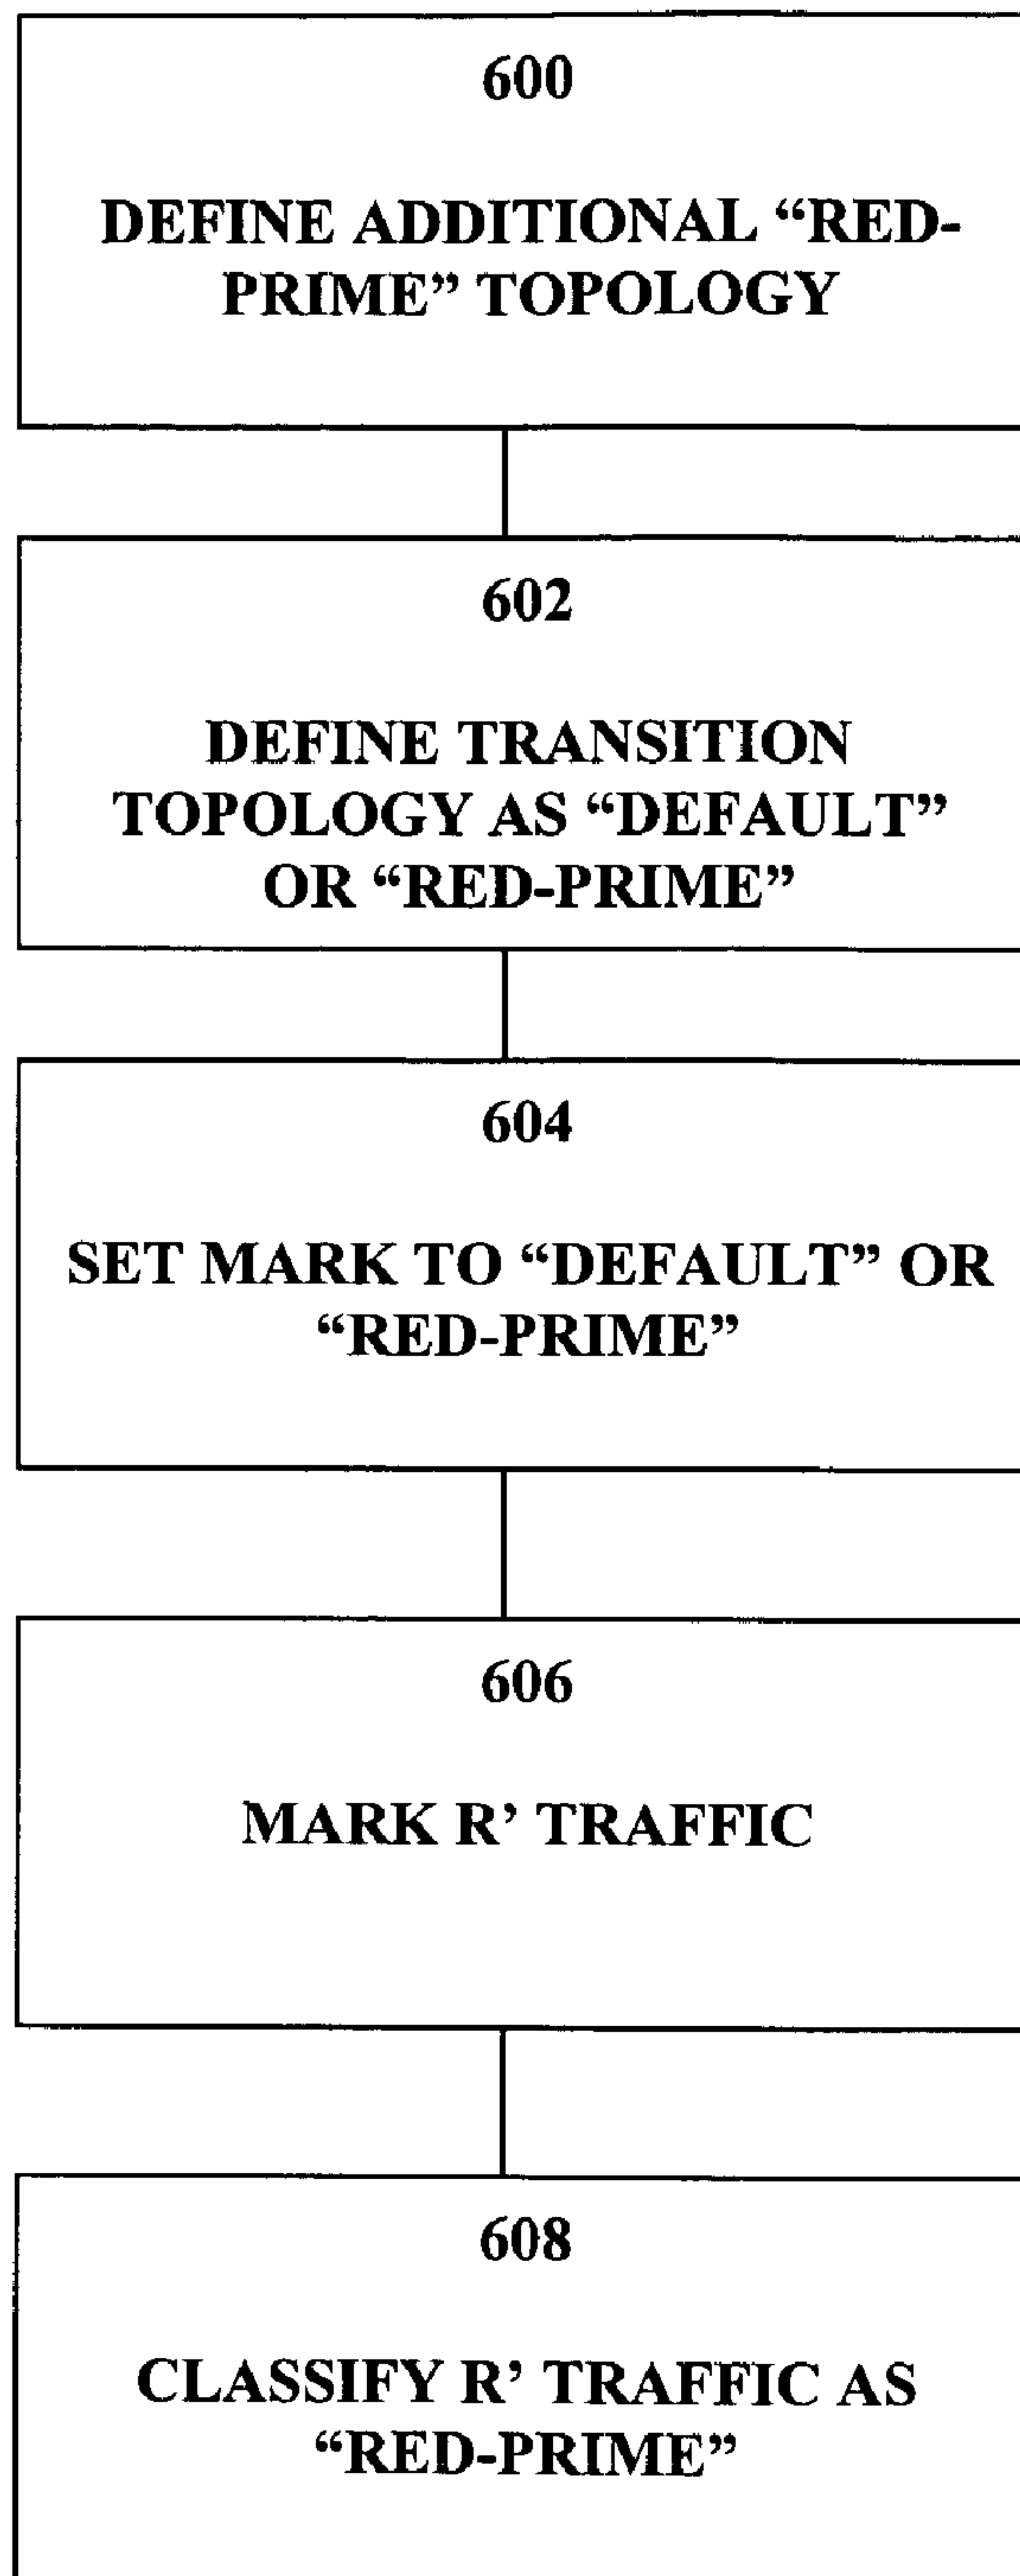 600
DEFINE ADDITIONAL “RED-
PRIME” TOPOLOGY
602
DEFINE TRANSITION
TOPOLOGY AS “DEFAULT”
OR “RED-PRIME”
604
SET MARK TO “DEFAULT” OR
“RED-PRIME”
606
MARK R’ TRAFFIC
608
CLASSIFY R’ TRAFFIC AS
“RED-PRIME”